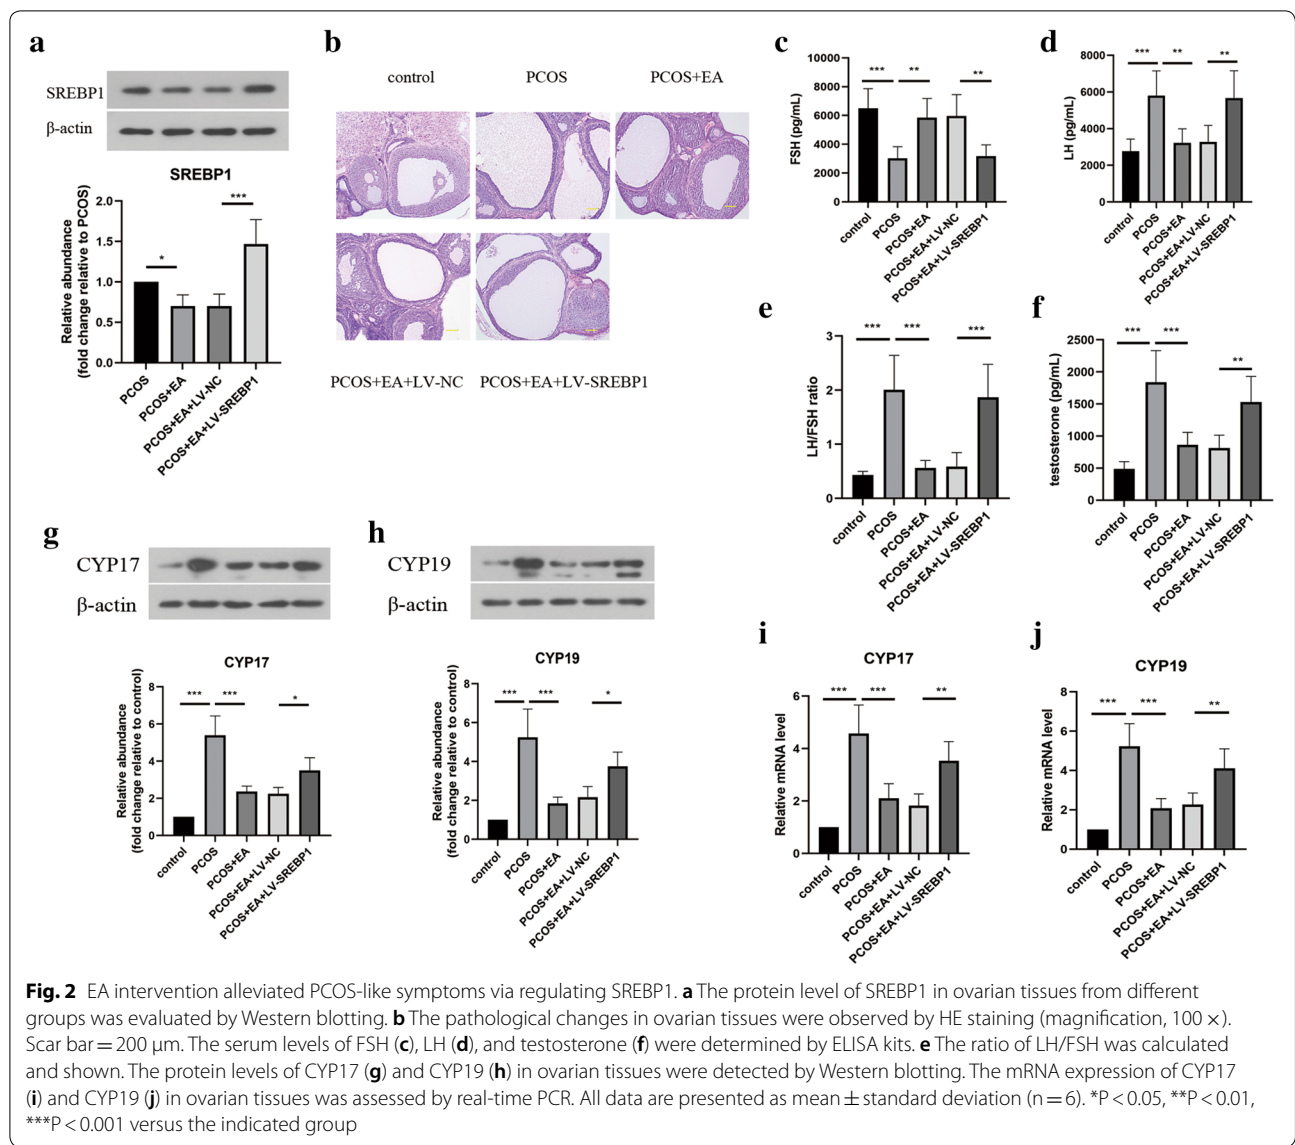 a
SREBP1
β-actin
SREBP1
Relative abundance
(fold change relative to PCOS)
2.0
1.5
1.0
0.5
0.0
*
***
PCOS
PCOS+EA
PCOS+EA+LV-NC
PCOS+EA+LV-SREBP1
b
control
PCOS
PCOS+EA
PCOS+EA+LV-NC
PCOS+EA+LV-SREBP1
c
FSH (pg/mL)
10000
8000
6000
4000
2000
0
***
**
**
control
PCOS
PCOS+EA
PCOS+EA+LV-NC
PCOS+EA+LV-SREBP1
d
LH (pg/mL)
8000
6000
4000
2000
0
***
**
**
control
PCOS
PCOS+EA
PCOS+EA+LV-NC
PCOS+EA+LV-SREBP1
e
LH/FSH ratio
3
2
1
0
***
***
***
control
PCOS
PCOS+EA
PCOS+EA+LV-NC
PCOS+EA+LV-SREBP1
f
testosterone (pg/mL)
2500
2000
1500
1000
500
0
***
***
**
control
PCOS
PCOS+EA
PCOS+EA+LV-NC
PCOS+EA+LV-SREBP1
g
CYP17
β-actin
CYP17
Relative abundance
(fold change relative to control)
8
6
4
2
0
***
***
*
control
PCOS
PCOS+EA
PCOS+EA+LV-NC
PCOS+EA+LV-SREBP1
h
CYP19
β-actin
CYP19
Relative abundance
(fold change relative to control)
8
6
4
2
0
***
***
*
control
PCOS
PCOS+EA
PCOS+EA+LV-NC
PCOS+EA+LV-SREBP1
i
CYP17
Relative mRNA level
6
4
2
0
***
***
**
control
PCOS
PCOS+EA
PCOS+EA+LV-NC
PCOS+EA+LV-SREBP1
j
CYP19
Relative mRNA level
8
6
4
2
0
***
***
**
control
PCOS
PCOS+EA
PCOS+EA+LV-NC
PCOS+EA+LV-SREBP1
Fig. 2 EA intervention alleviated PCOS-like symptoms via regulating SREBP1. a The protein level of SREBP1 in ovarian tissues from different
groups was evaluated by Western blotting. b The pathological changes in ovarian tissues were observed by HE staining (magnification, 100 ×).
Scar bar = 200 μm. The serum levels of FSH (c), LH (d), and testosterone (f) were determined by ELISA kits. e The ratio of LH/FSH was calculated
and shown. The protein levels of CYP17 (g) and CYP19 (h) in ovarian tissues were detected by Western blotting. The mRNA expression of CYP17
(i) and CYP19 (j) in ovarian tissues was assessed by real-time PCR. All data are presented as mean ± standard deviation (n = 6). *P < 0.05, **P < 0.01,
***P < 0.001 versus the indicated group